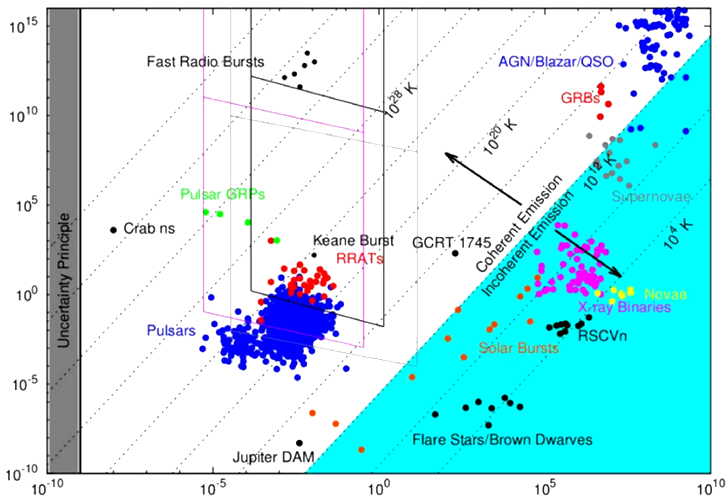 10^15
10^10
10^5
10^0
10^-5
10^-10
Uncertainty Principle
Fast Radio Bursts
10^28 K
AGN/Blazar/QSO
GRBs
10^20 K
10^12 K
Supernovae
Pulsar GRPs
Crab ns
Keane Burst
RRATs
GCRT 1745
Coherent Emission
Incoherent Emission
10^4 K
Novae
X-ray Binaries
Pulsars
RSCVn
Solar Bursts
Flare Stars/Brown Dwarves
Jupiter DAM
10^-10
10^-5
10^0
10^5
10^10